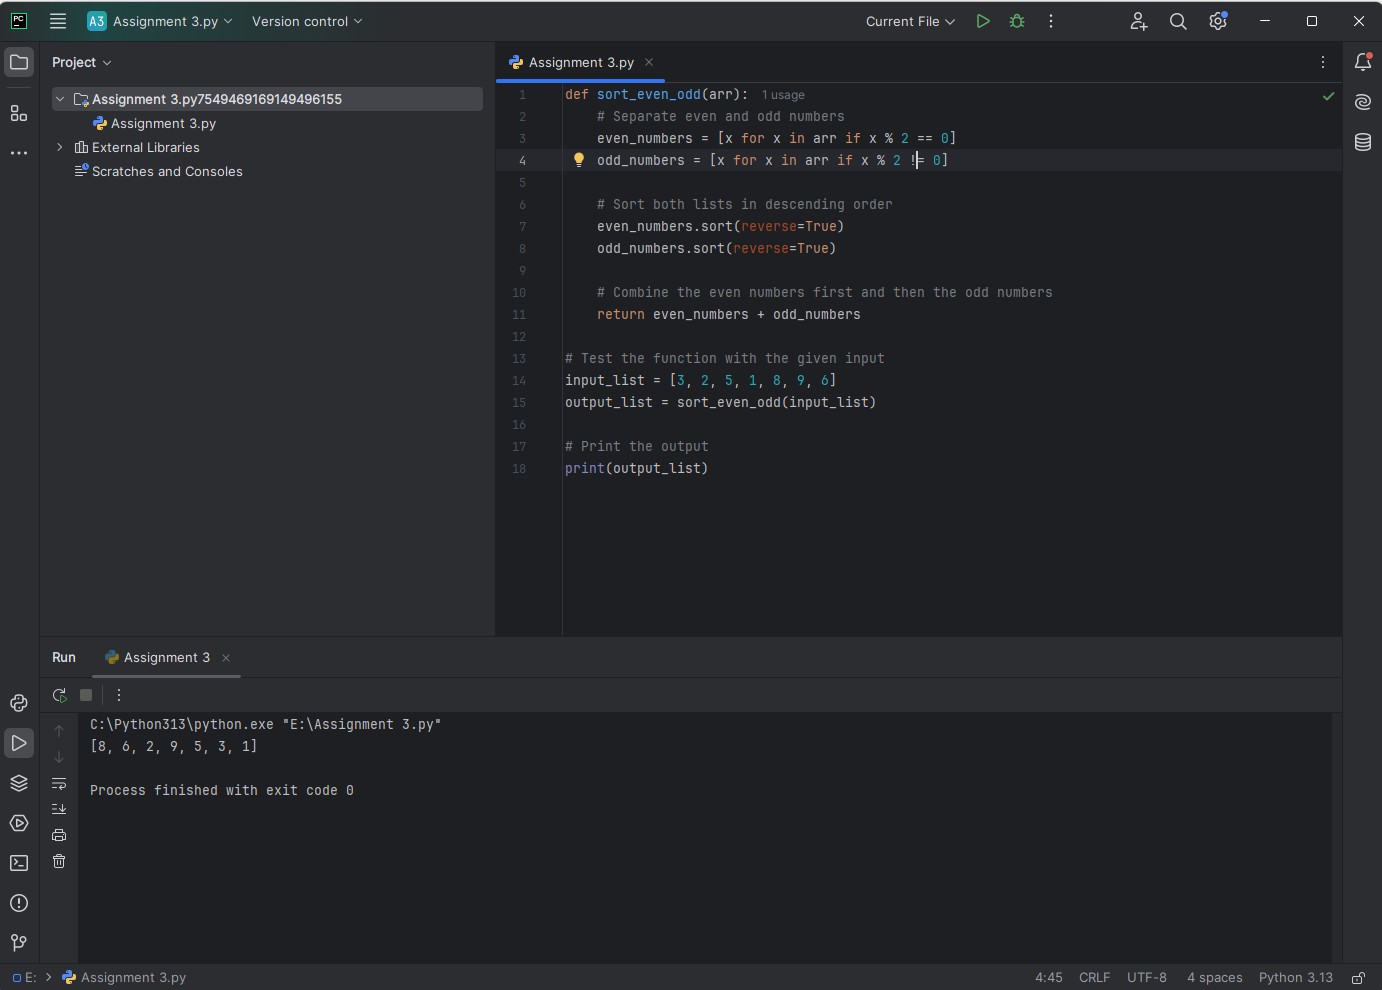 PC
A3 Assignment 3.py Version control Current File
Project
Assignment 3.py7549469169149496155
Assignment 3.py
External Libraries
Scratches and Consoles
Assignment 3.py
1 def sort_even_odd(arr): 1 usage
2 # Separate even and odd numbers
3 even_numbers = [x for x in arr if x % 2 == 0]
4 odd_numbers = [x for x in arr if x % 2 != 0]
5
6 # Sort both lists in descending order
7 even_numbers.sort(reverse=True)
8 odd_numbers.sort(reverse=True)
9
10 # Combine the even numbers first and then the odd numbers
11 return even_numbers + odd_numbers
12
13 # Test the function with the given input
14 input_list = [3, 2, 5, 1, 8, 9, 6]
15 output_list = sort_even_odd(input_list)
16
17 # Print the output
18 print(output_list)
Run Assignment 3
C:\Python313\python.exe "E:\Assignment 3.py"
[8, 6, 2, 9, 5, 3, 1]
Process finished with exit code 0
E: Assignment 3.py 4:45 CRLF UTF-8 4 spaces Python 3.13